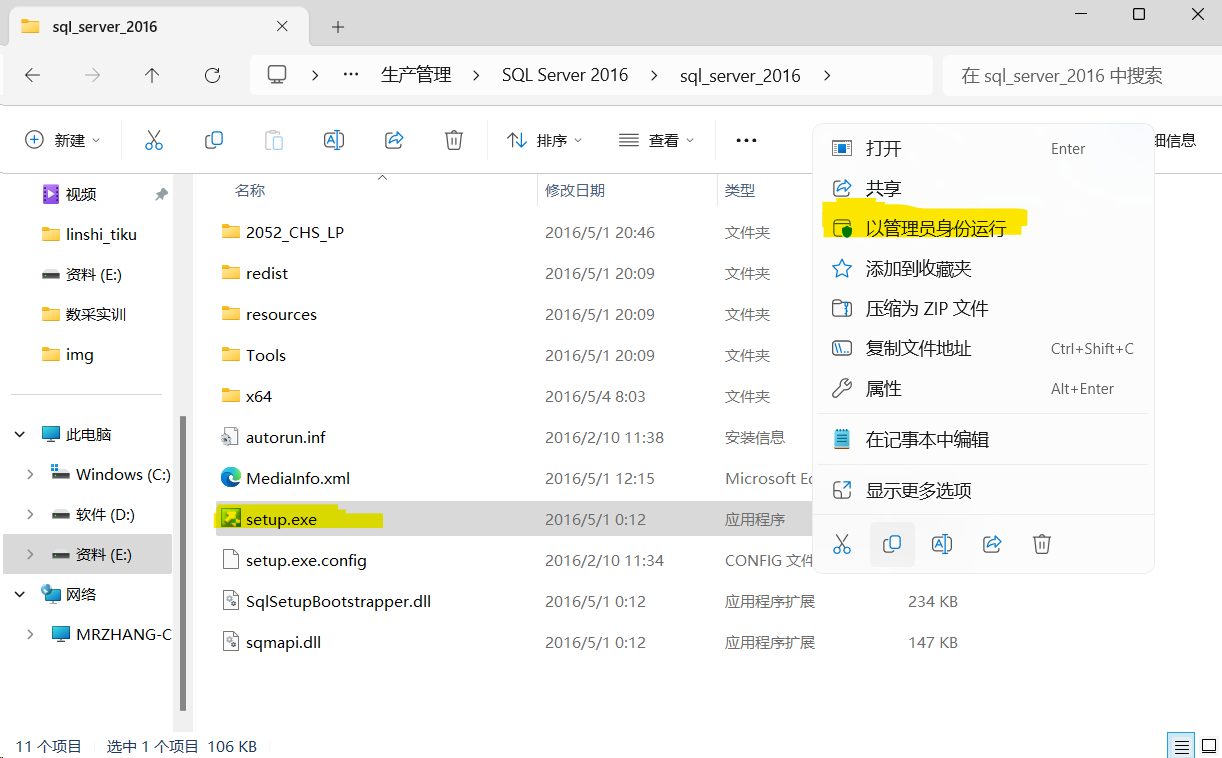 sql_server_2016
生产管理 SQL Server 2016 sql_server_2016 在 sql_server_2016 中搜索
新建 排序 查看 细信息
视频
linshi_tiku
资料 (E:)
数采实训
img
此电脑
Windows (C:)
软件 (D:)
资料 (E:)
网络
MRZHANG-C
名称 修改日期 类型
2052_CHS_LP 2016/5/1 20:46 文件夹
redist 2016/5/1 20:09 文件夹
resources 2016/5/1 20:09 文件夹
Tools 2016/5/1 20:09 文件夹
x64 2016/5/4 8:03 文件夹
autorun.inf 2016/2/10 11:38 安装信息
MediaInfo.xml 2016/5/1 12:15 Microsoft Ed
setup.exe 2016/5/1 0:12 应用程序
setup.exe.config 2016/2/10 11:34 CONFIG 文件
SqlSetupBootstrapper.dll 2016/5/1 0:12 应用程序扩展 234 KB
sqmapi.dll 2016/5/1 0:12 应用程序扩展 147 KB
打开 Enter
共享
以管理员身份运行
添加到收藏夹
压缩为 ZIP 文件
复制文件地址 Ctrl+Shift+C
属性 Alt+Enter
在记事本中编辑
显示更多选项
11 个项目 选中 1 个项目 106 KB